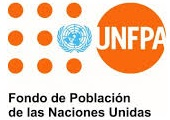 UNFPA
Fondo de Población
de las Naciones Unidas